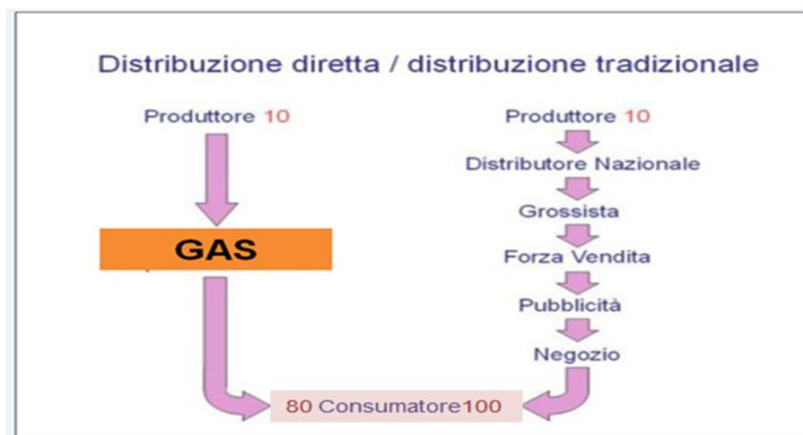 Distribuzione diretta / distribuzione tradizionale
Produttore 10
GAS
Produttore 10
Distributore Nazionale
Grossista
Forza Vendita
Pubblicità
Negozio
80 Consumatore100